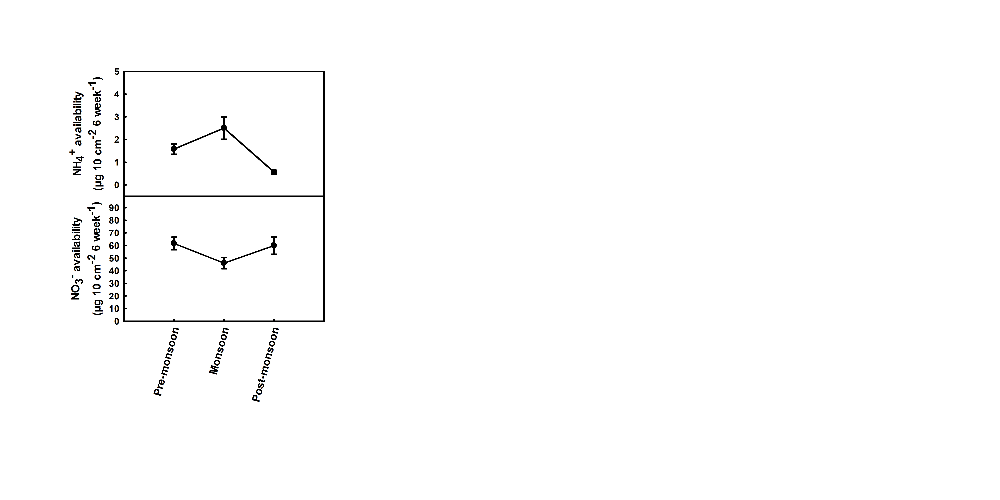 NH4+ availability
(µg 10 cm-2 6 week-1)
5
4
3
2
1
0
NO3- availability
(µg 10 cm-2 6 week-1)
90
80
70
60
50
40
30
20
10
0
Pre-monsoon
Monsoon
Post-monsoon